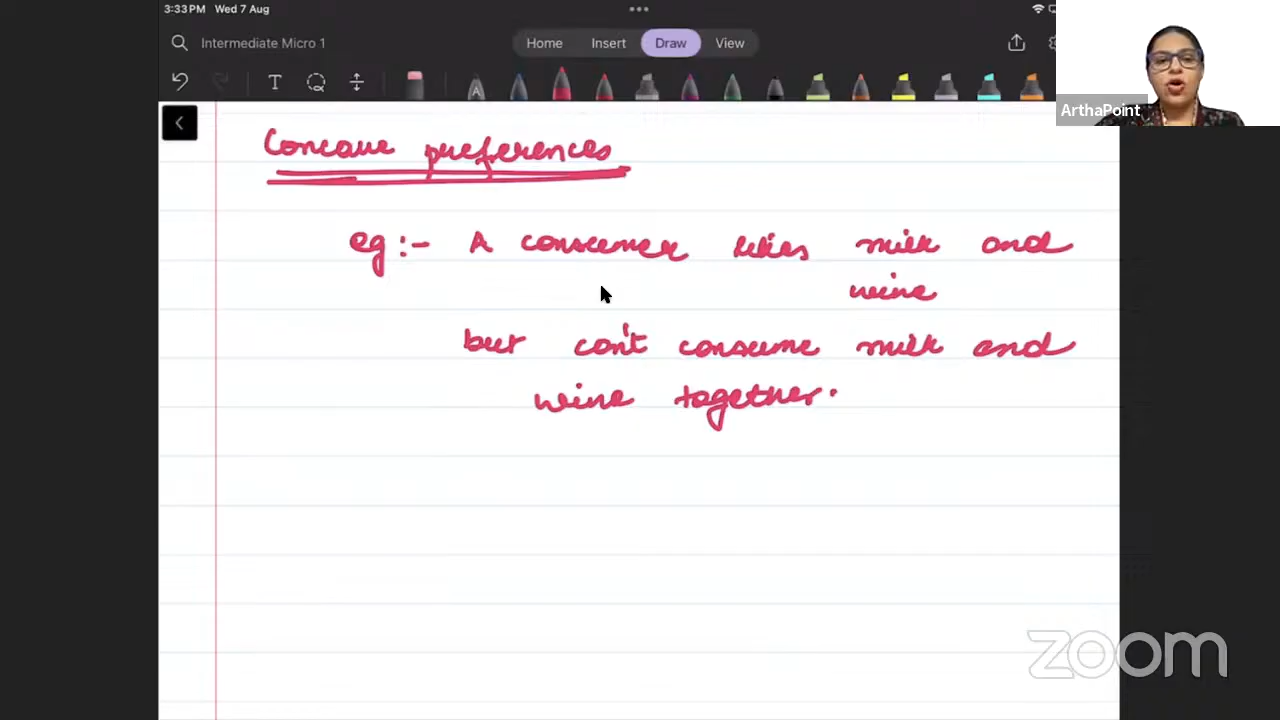 3:33 PM Wed 7 Aug
Intermediate Micro 1
Home Insert Draw View
ArthaPoint
Concave preferences
eg :- A consumer likes milk and
wine
but can't consume milk and
wine together.
zoom